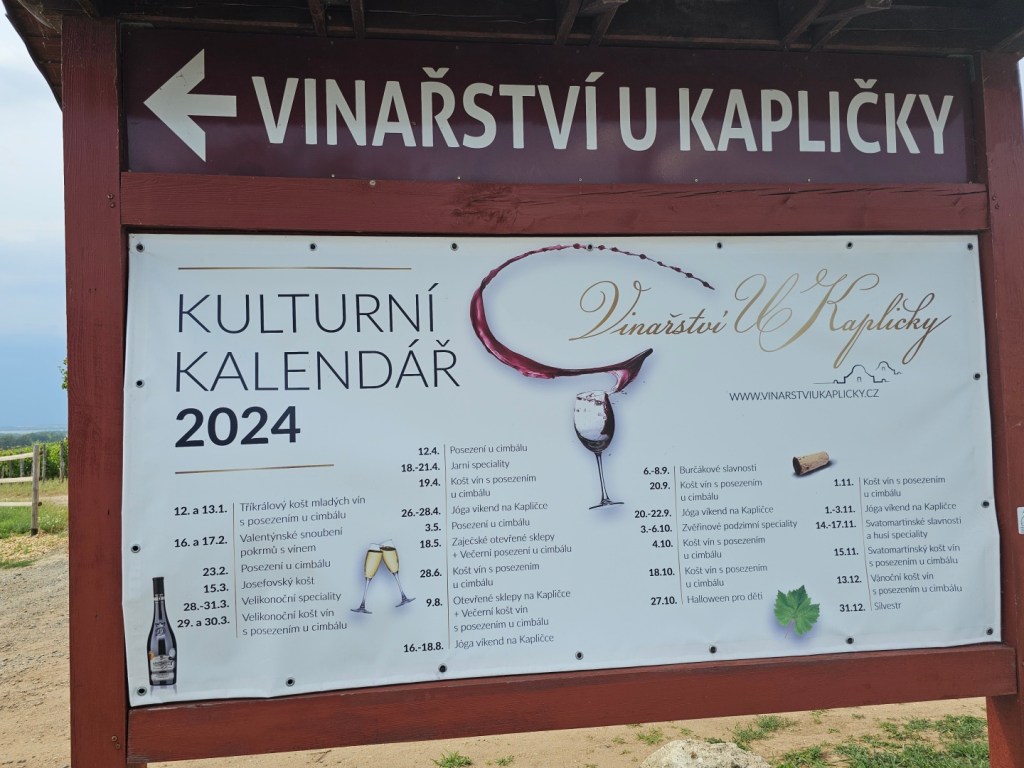 VINAŘSTVÍ U KAPLIČKY
KULTURNÍ
KALENDÁŘ
2024
Vinařství U Kapličky
WWW.VINARSTVIUKAPLICKY.CZ
12. a 13.1. Tříkrálový košt mladých vín
s posezením u cimbálu
16. a 17.2. Valentýnské snoubení
pokrmů s vínem
23.2. Posezení u cimbálu
15.3. Josefovský košt
28.-31.3. Velikonoční speciality
29. a 30.3. Velikonoční košt vín
s posezením u cimbálu
12.4. Posezení u cimbálu
18.-21.4. Jarní speciality
19.4. Košt vín s posezením
u cimbálu
26.-28.4. Jóga víkend na Kapličce
3.5. Posezení u cimbálu
18.5. Zaječské otevřené sklepy
+ Večerní posezení u cimbálu
28.6. Košt vín s posezením
u cimbálu
9.8. Otevřené sklepy na Kapličce
+ Večerní košt vín
s posezením u cimbálu
16.-18.8. Jóga víkend na Kapličce
6.-8.9. Burčákové slavnosti
20.9. Košt vín s posezením
u cimbálu
20.-22.9. Jóga víkend na Kapličce
3.-6.10. Zvěřinové podzimní speciality
4.10. Košt vín s posezením
u cimbálu
18.10. Košt vín s posezením
u cimbálu
27.10. Halloween pro děti
1.11. Košt vín s posezením
u cimbálu
1.-3.11. Jóga víkend na Kapličce
14.-17.11. Svatomartinské slavnosti
a husí speciality
15.11. Svatomartinský košt vín
s posezením u cimbálu
13.12. Vánoční košt vín
s posezením u cimbálu
31.12. Silvestr